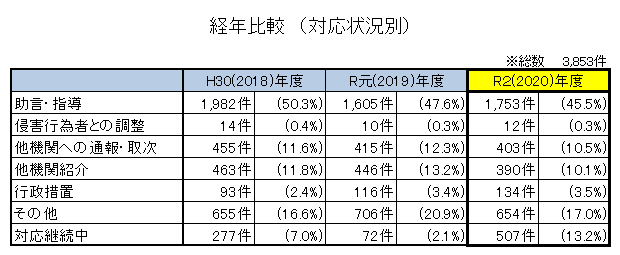 経年比較 （対応状況別）
※総数 3,853件
H30(2018)年度 R元(2019)年度 R2(2020)年度
助言・指導 1,982件 (50.3%) 1,605件 (47.6%) 1,753件 (45.5%)
侵害行為者との調整 14件 (0.4%) 10件 (0.3%) 12件 (0.3%)
他機関への通報・取次 455件 (11.6%) 415件 (12.3%) 403件 (10.5%)
他機関紹介 463件 (11.8%) 446件 (13.2%) 390件 (10.1%)
行政措置 93件 (2.4%) 116件 (3.4%) 134件 (3.5%)
その他 655件 (16.6%) 706件 (20.9%) 654件 (17.0%)
対応継続中 277件 (7.0%) 72件 (2.1%) 507件 (13.2%)